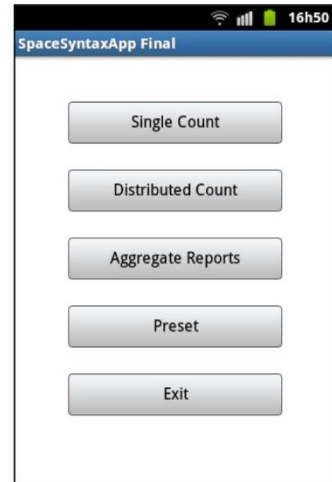 16h50
SpaceSyntaxApp Final
Single Count
Distributed Count
Aggregate Reports
Preset
Exit